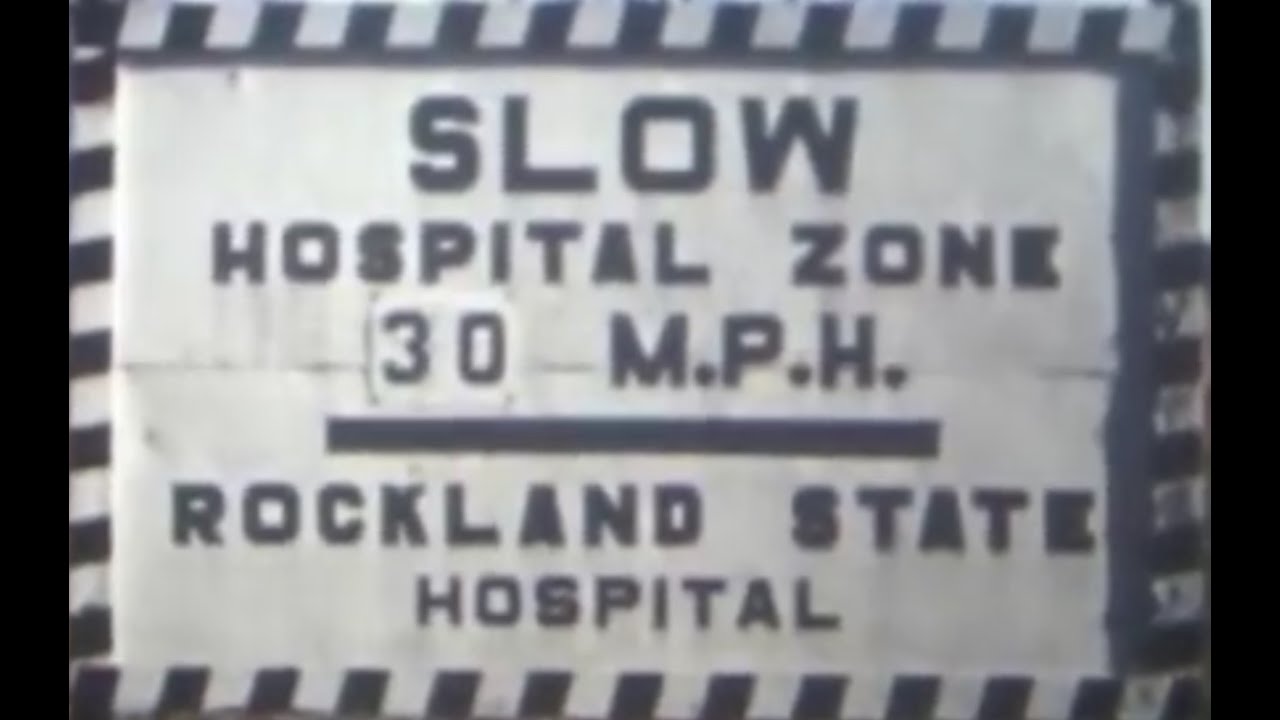 SLOW
HOSPITAL ZONE
30 M.P.H.
ROCKLAND STATE
HOSPITAL